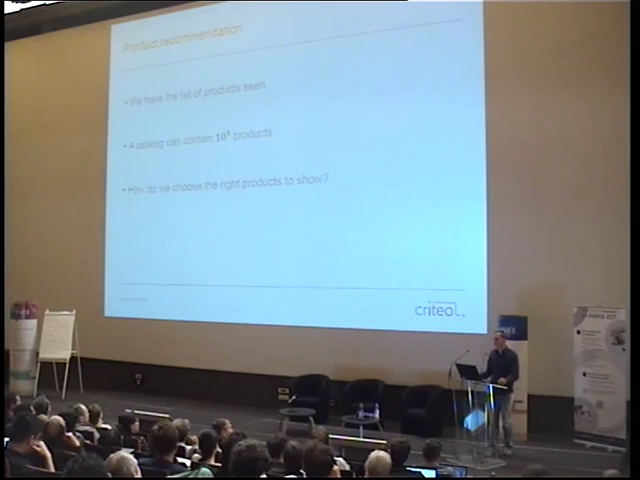 Product recommendation
• We have the list of products seen
• A catalog can contain 10⁵ products
• How do we choose the right products to show?
criteo